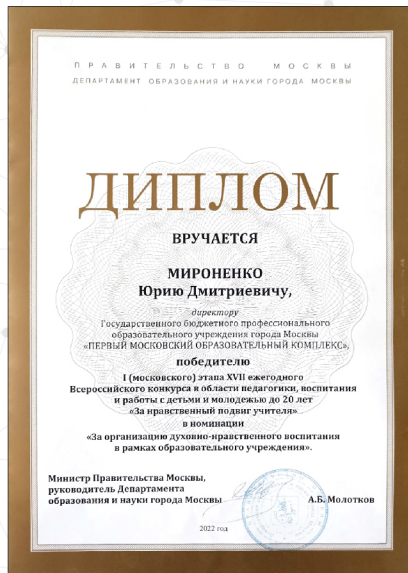 ПРАВИТЕЛЬСТВО МОСКВЫ
ДЕПАРТАМЕНТ ОБРАЗОВАНИЯ И НАУКИ ГОРОДА МОСКВЫ
ДИПЛОМ
ВРУЧАЕТСЯ
МИРОНЕНКО
Юрию Дмитриевичу,
директору
Государственного бюджетного профессионального
образовательного учреждения города Москвы
«ПЕРВЫЙ МОСКОВСКИЙ ОБРАЗОВАТЕЛЬНЫЙ КОМПЛЕКС»,
победителю
I (московского) этапа XVII ежегодного
Всероссийского конкурса в области педагогики, воспитания
и работы с детьми и молодежью до 20 лет
«За нравственный подвиг учителя»
в номинации
«За организацию духовно-нравственного воспитания
в рамках образовательного учреждения».
Министр Правительства Москвы,
руководитель Департамента
образования и науки города Москвы
А.Б. Молотков
2022 год